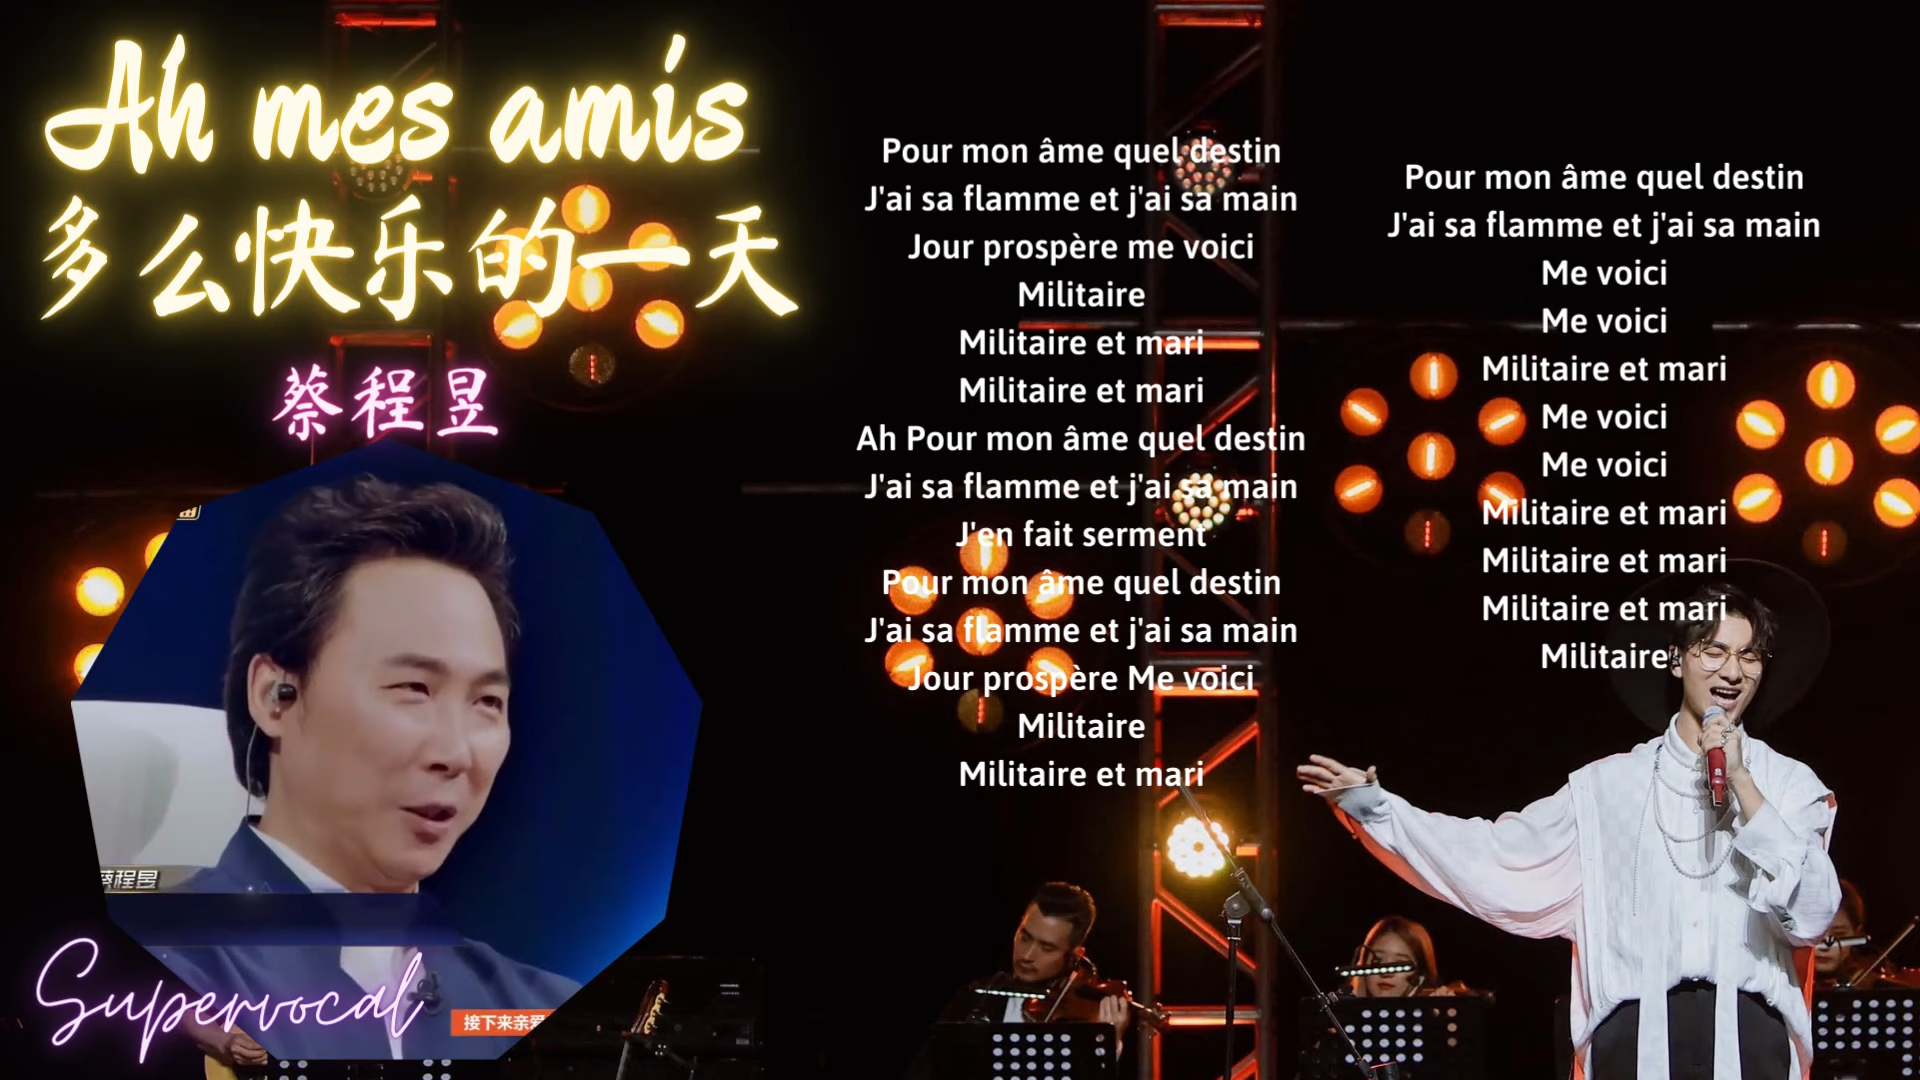 Ah mes amis
多么快乐的一天
蔡程昱
蔡程昱
Supervocal
接下来亲爱
Pour mon âme quel destin
J'ai sa flamme et j'ai sa main
Jour prospère me voici
Militaire
Militaire et mari
Militaire et mari
Ah Pour mon âme quel destin
J'ai sa flamme et j'ai sa main
J'en fait serment
Pour mon âme quel destin
J'ai sa flamme et j'ai sa main
Jour prospère Me voici
Militaire
Militaire et mari
Pour mon âme quel destin
J'ai sa flamme et j'ai sa main
Me voici
Me voici
Militaire et mari
Me voici
Me voici
Militaire et mari
Militaire et mari
Militaire et mari
Militaire